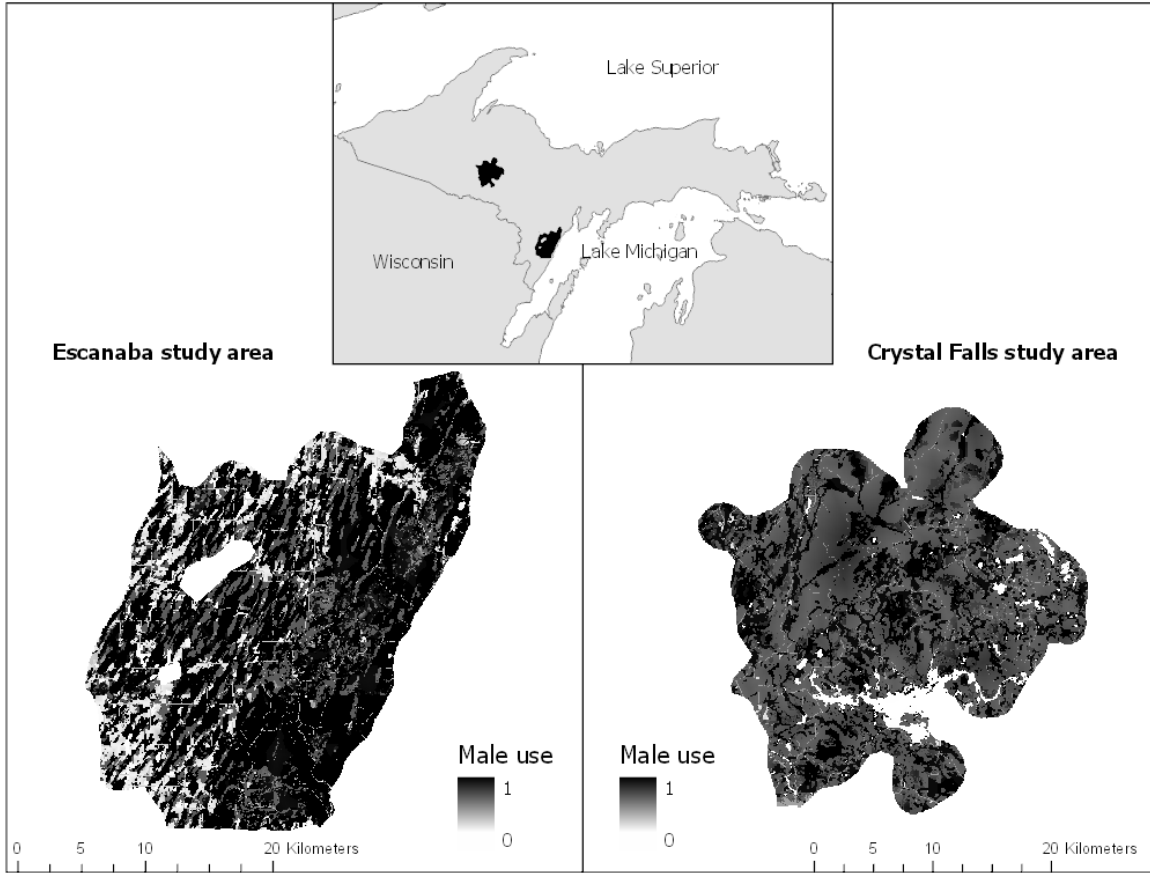 Lake Superior
Wisconsin
Lake Michigan
Escanaba study area
Crystal Falls study area
Male use
1
0
0 5 10 20 Kilometers
Male use
1
0
0 5 10 20 Kilometers